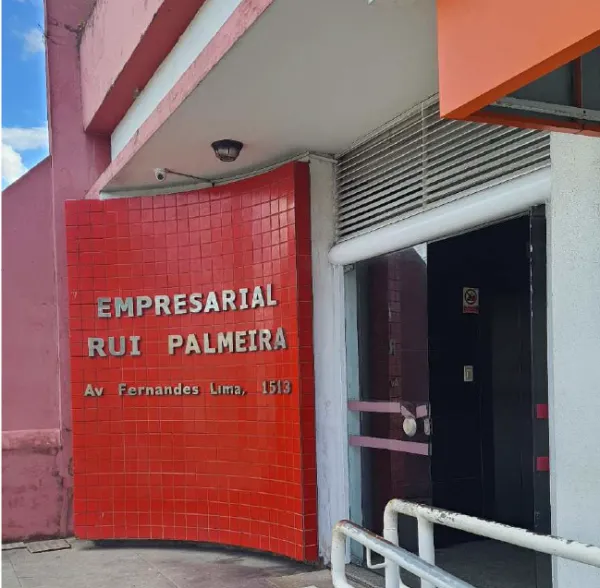 EMPRESARIAL
RUI PALMEIRA
Av Fernandes Lima, 1513